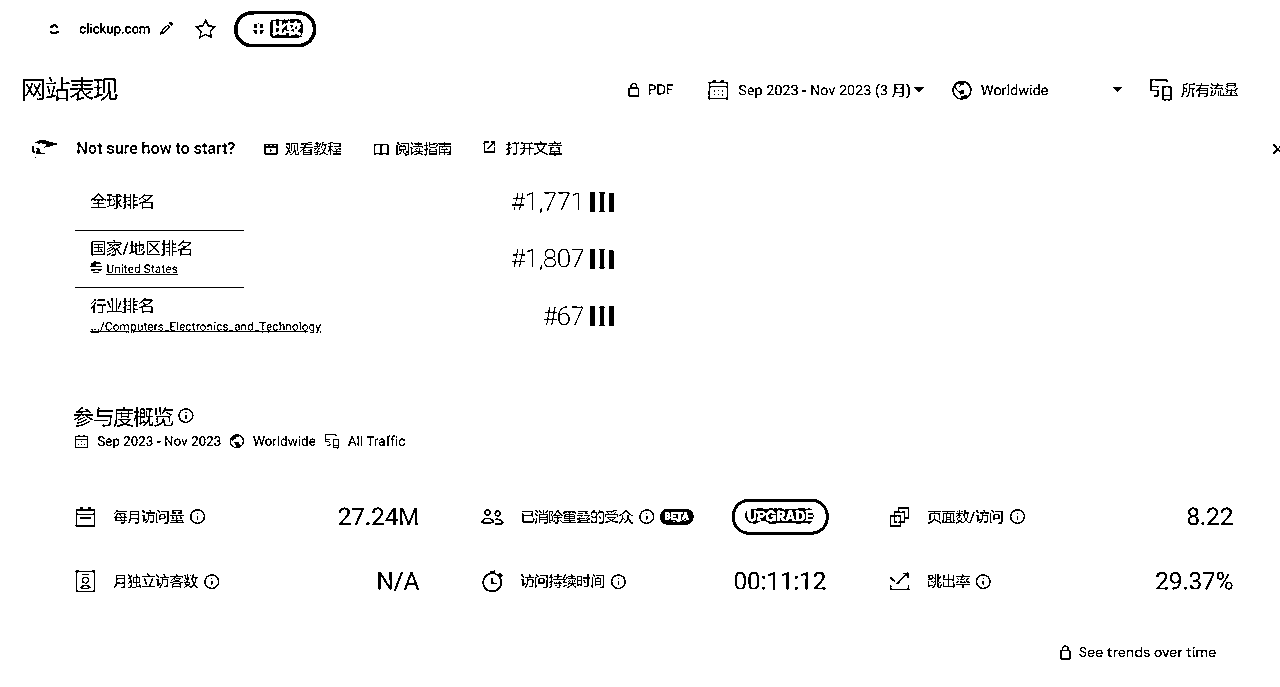 clickup.com 比较
网站表现 PDF Sep 2023 - Nov 2023 (3 月) Worldwide 所有流量
Not sure how to start? 观看教程 阅读指南 打开文章
全球排名 #1,771
国家/地区排名 #1,807
United States
行业排名 #67
.../Computers_Electronics_and_Technology
参与度概览
Sep 2023 - Nov 2023 Worldwide All Traffic
每月访问量 27.24M 已消除重叠的受众 BETA UPGRADE 页面数/访问 8.22
月独立访客数 N/A 访问持续时间 00:11:12 跳出率 29.37%
See trends over time